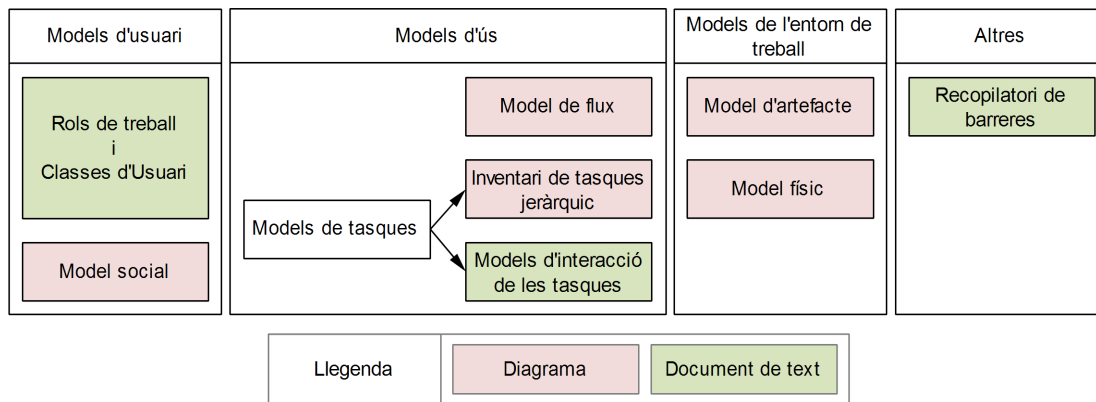 Models d'usuari
Rols de treball
i
Classes d'Usuari
Model social
Models d'ús
Model de flux
Models de tasques
Inventari de tasques
jeràrquic
Models d'interacció
de les tasques
Models de l'entorn de
treball
Model d'artefacte
Model físic
Altres
Recopilatori de
barreres
Llegenda
Diagrama
Document de text